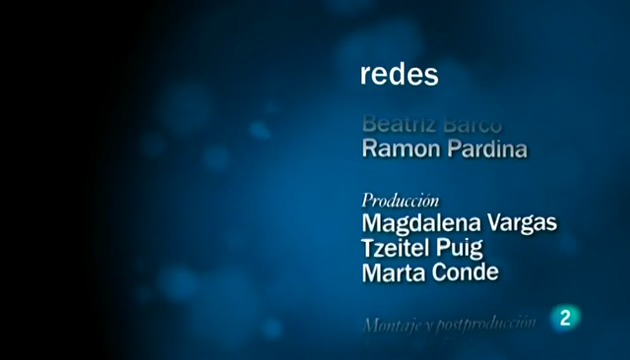 redes
Beatriz Barco
Ramon Pardina
Producción
Magdalena Vargas
Tzeitel Puig
Marta Conde
Montaje y postproducción
2